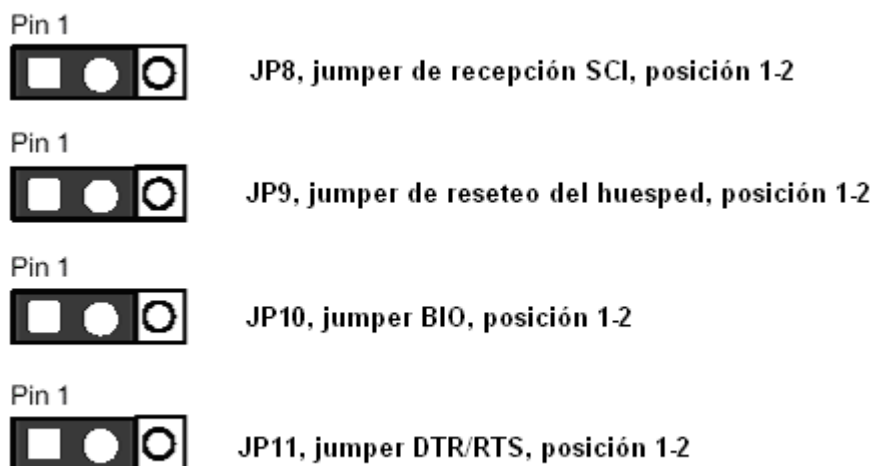 Pin 1
JP8, jumper de recepción SCI, posición 1-2
Pin 1
JP9, jumper de reseteo del huesped, posición 1-2
Pin 1
JP10, jumper BIO, posición 1-2
Pin 1
JP11, jumper DTR/RTS, posición 1-2